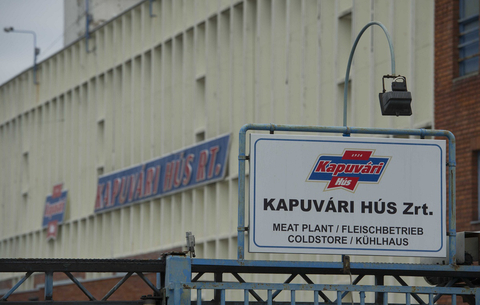 KAPUVÁRI HÚS RT.
Kapuvári
Hús
KAPUVÁRI HÚS Zrt.
MEAT PLANT / FLEISCHBETRIEB
COLDSTORE / KÜHLHAUS